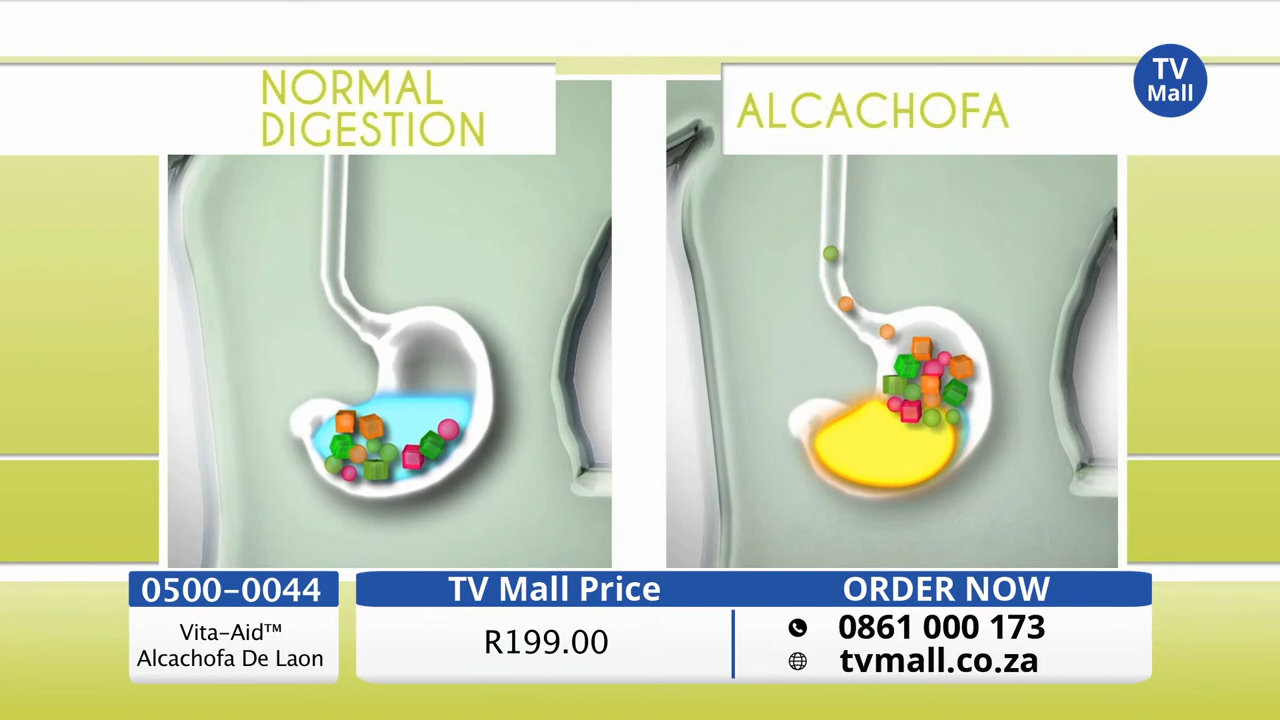 NORMAL
DIGESTION
ALCACHOFA
TV
Mall
0500-0044
Vita-Aid™
Alcachofa De Laon
TV Mall Price
R199.00
ORDER NOW
0861 000 173
tvmall.co.za